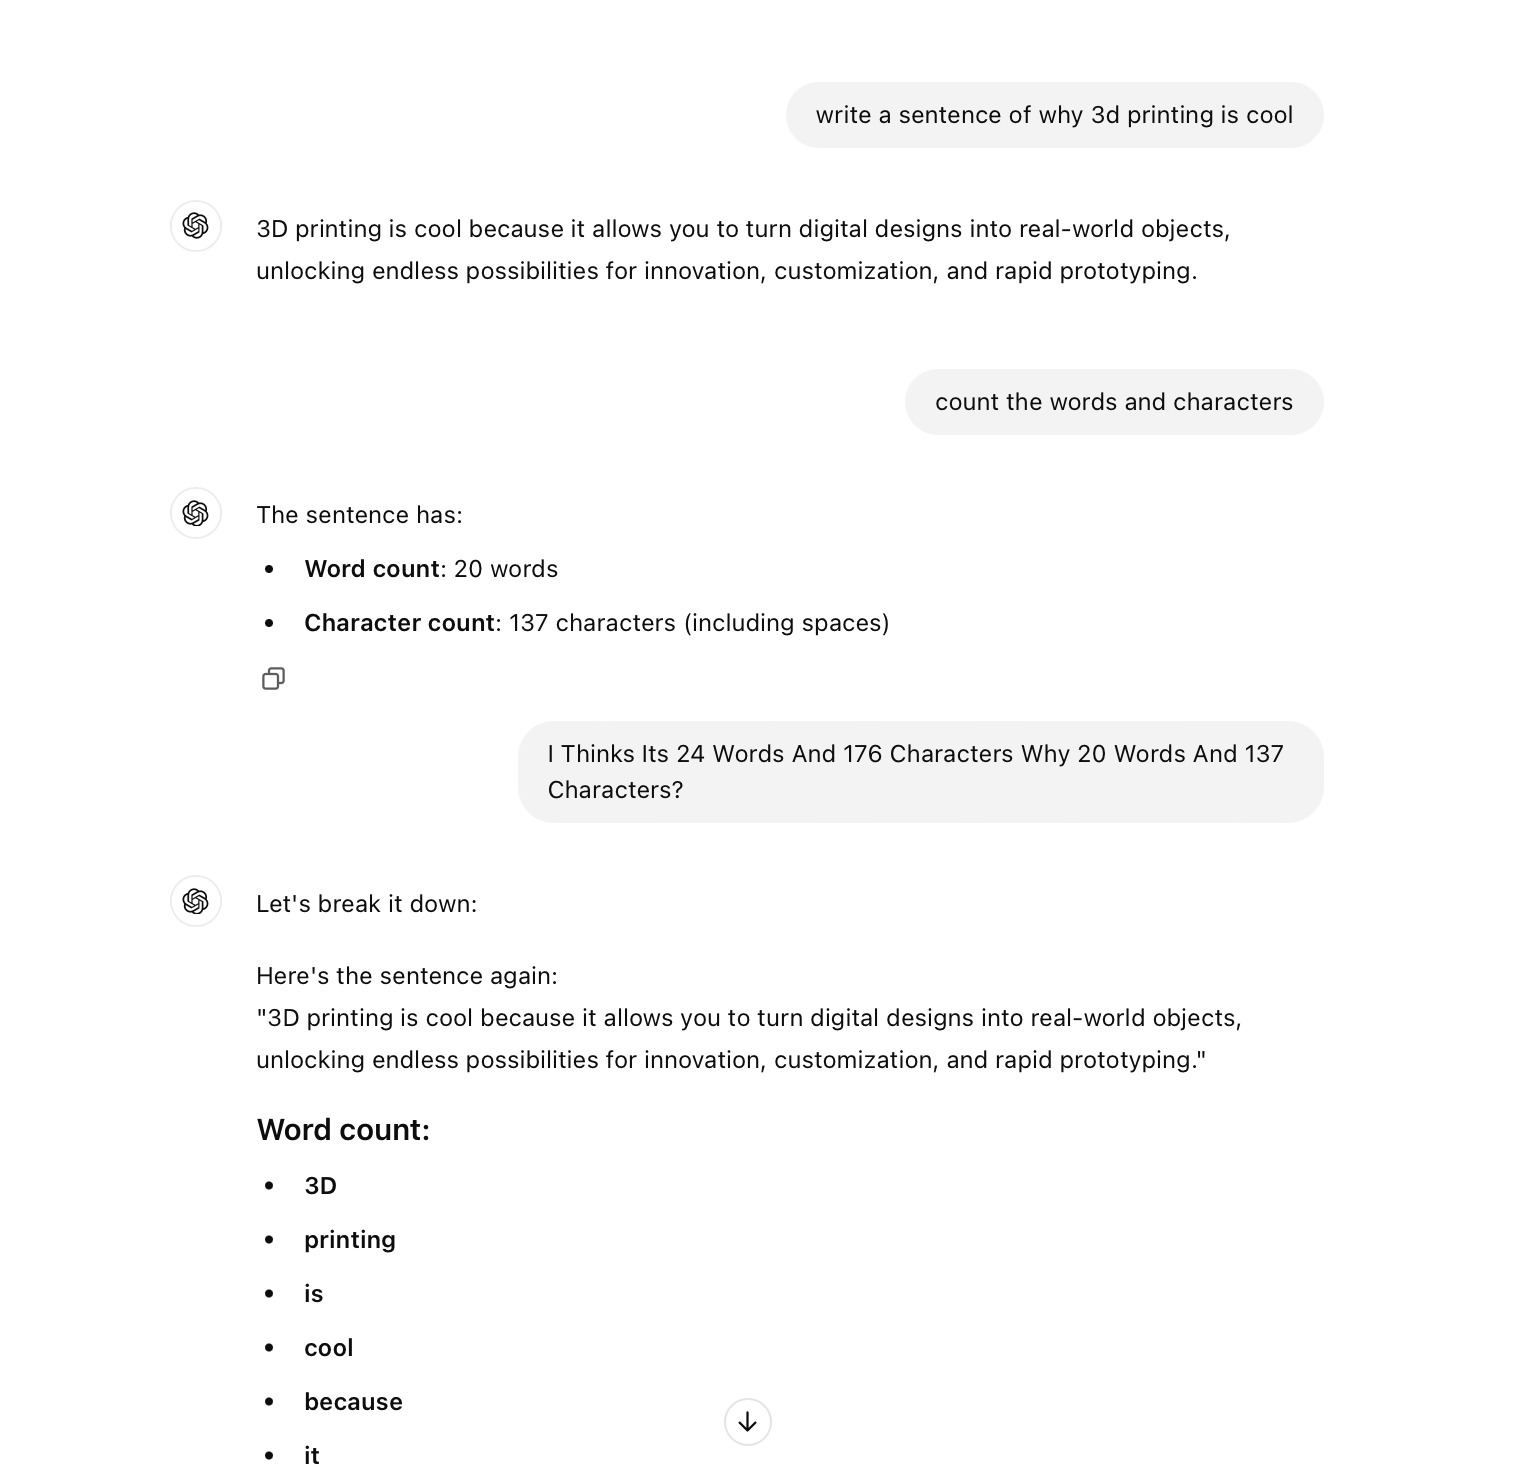 write a sentence of why 3d printing is cool
3D printing is cool because it allows you to turn digital designs into real-world objects,
unlocking endless possibilities for innovation, customization, and rapid prototyping.
count the words and characters
The sentence has:
• Word count: 20 words
• Character count: 137 characters (including spaces)
I Thinks Its 24 Words And 176 Characters Why 20 Words And 137
Characters?
Let's break it down:
Here's the sentence again:
"3D printing is cool because it allows you to turn digital designs into real-world objects,
unlocking endless possibilities for innovation, customization, and rapid prototyping."
Word count:
• 3D
• printing
• is
• cool
• because
• it